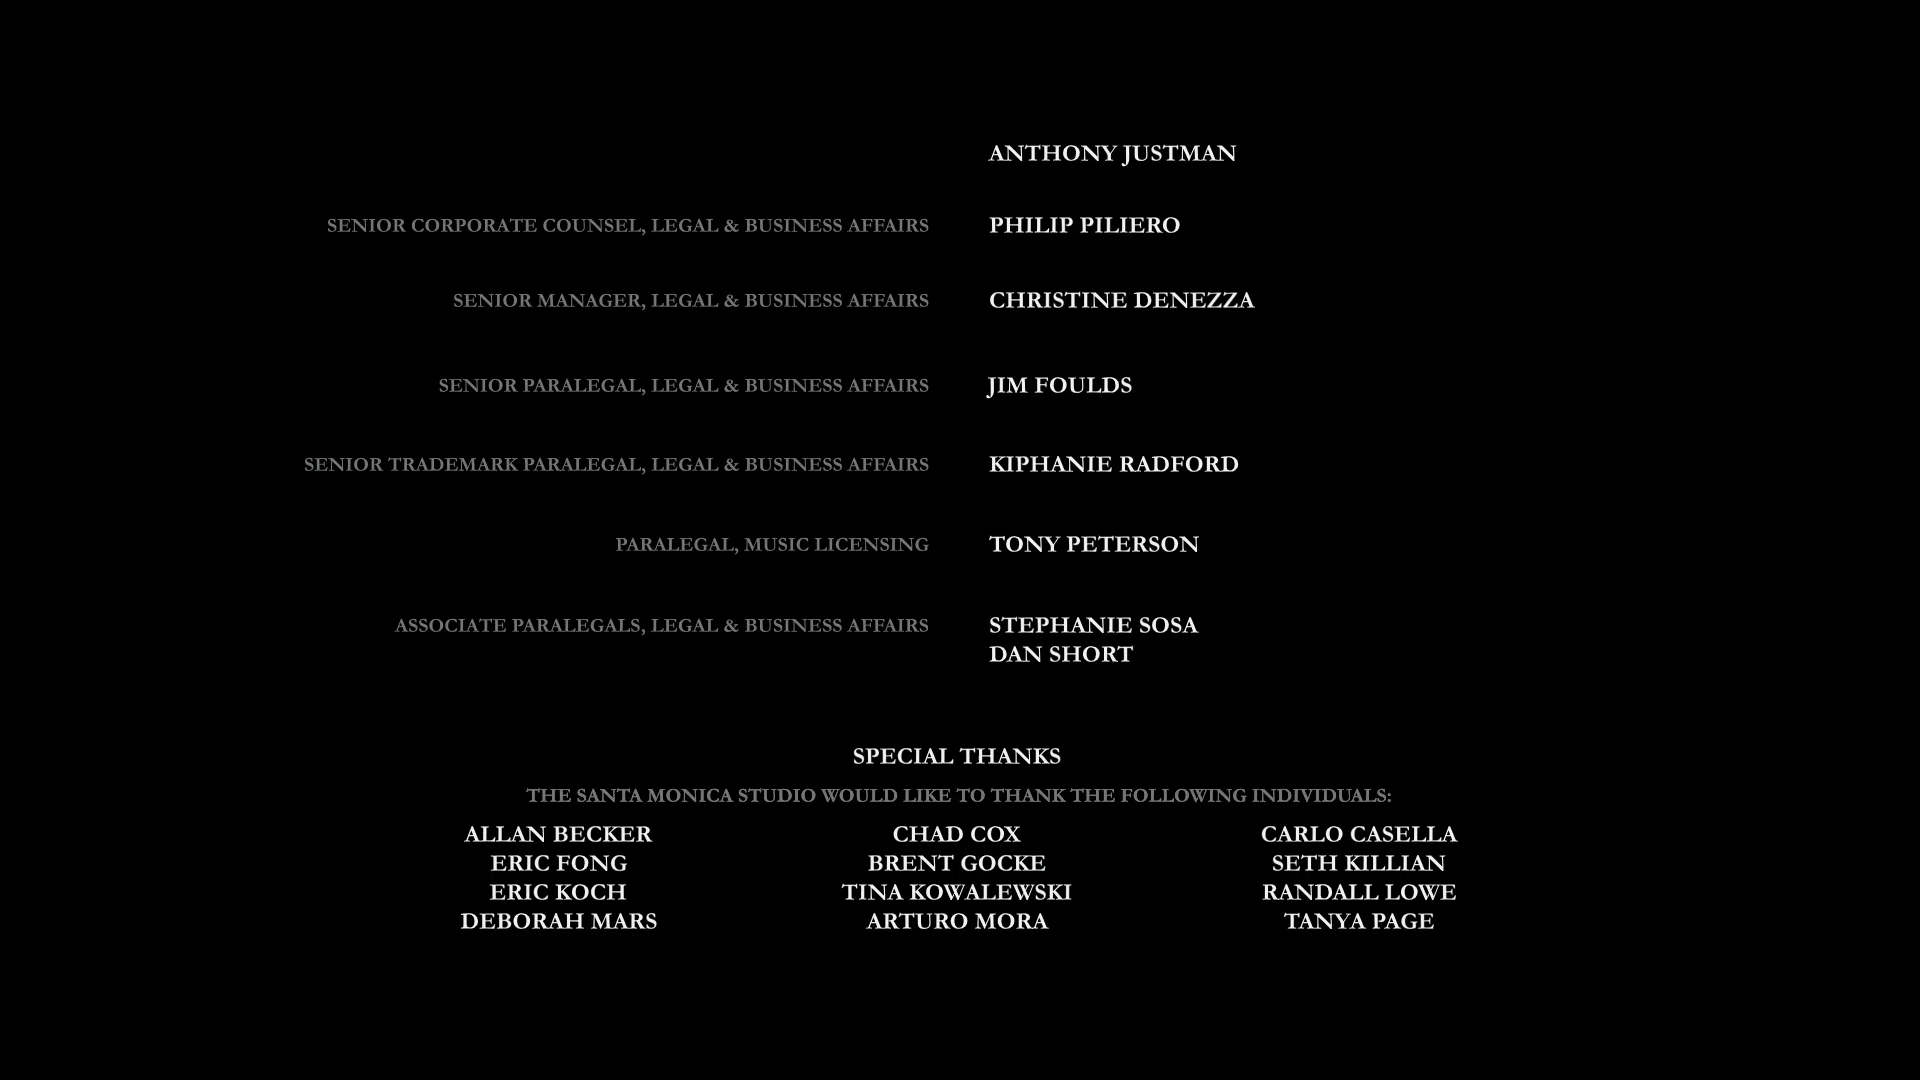 ANTHONY JUSTMAN
SENIOR CORPORATE COUNSEL, LEGAL & BUSINESS AFFAIRS PHILIP PILIERO
SENIOR MANAGER, LEGAL & BUSINESS AFFAIRS CHRISTINE DENEZZA
SENIOR PARALEGAL, LEGAL & BUSINESS AFFAIRS JIM FOULDS
SENIOR TRADEMARK PARALEGAL, LEGAL & BUSINESS AFFAIRS KIPHANIE RADFORD
PARALEGAL, MUSIC LICENSING TONY PETERSON
ASSOCIATE PARALEGALS, LEGAL & BUSINESS AFFAIRS STEPHANIE SOSA
DAN SHORT
SPECIAL THANKS
THE SANTA MONICA STUDIO WOULD LIKE TO THANK THE FOLLOWING INDIVIDUALS:
ALLAN BECKER CHAD COX CARLO CASELLA
ERIC FONG BRENT GOCKE SETH KILLIAN
ERIC KOCH TINA KOWALEWSKI RANDALL LOWE
DEBORAH MARS ARTURO MORA TANYA PAGE